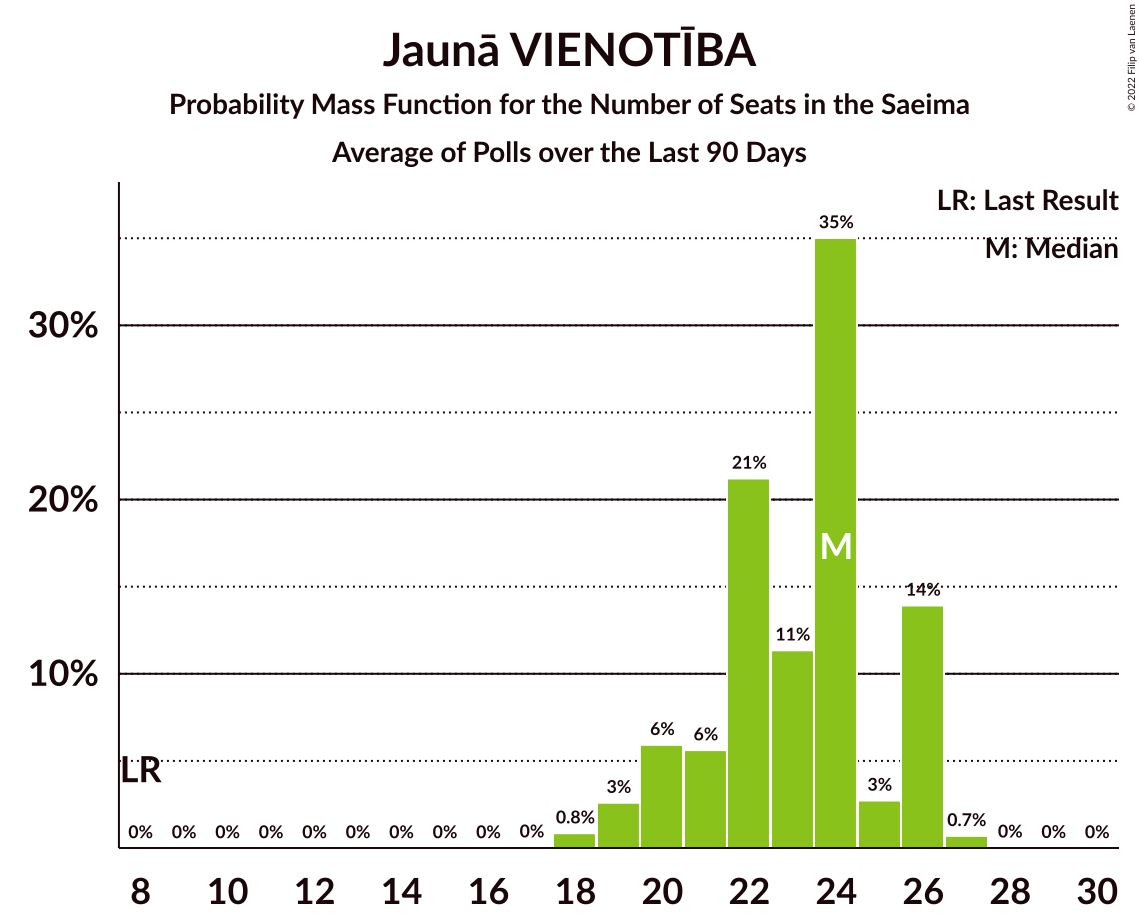 Jaunā VIENOTĪBA
Probability Mass Function for the Number of Seats in the Saeima
Average of Polls over the Last 90 Days
© 2022 Filip van Laenen
LR: Last Result
M: Median
35%
30%
21%
20%
M
14%
11%
10%
6%
6%
LR
3%
3%
0.8%
0.7%
0% 0% 0% 0% 0% 0% 0% 0% 0% 0% 0% 0% 0%
8 10 12 14 16 18 20 22 24 26 28 30